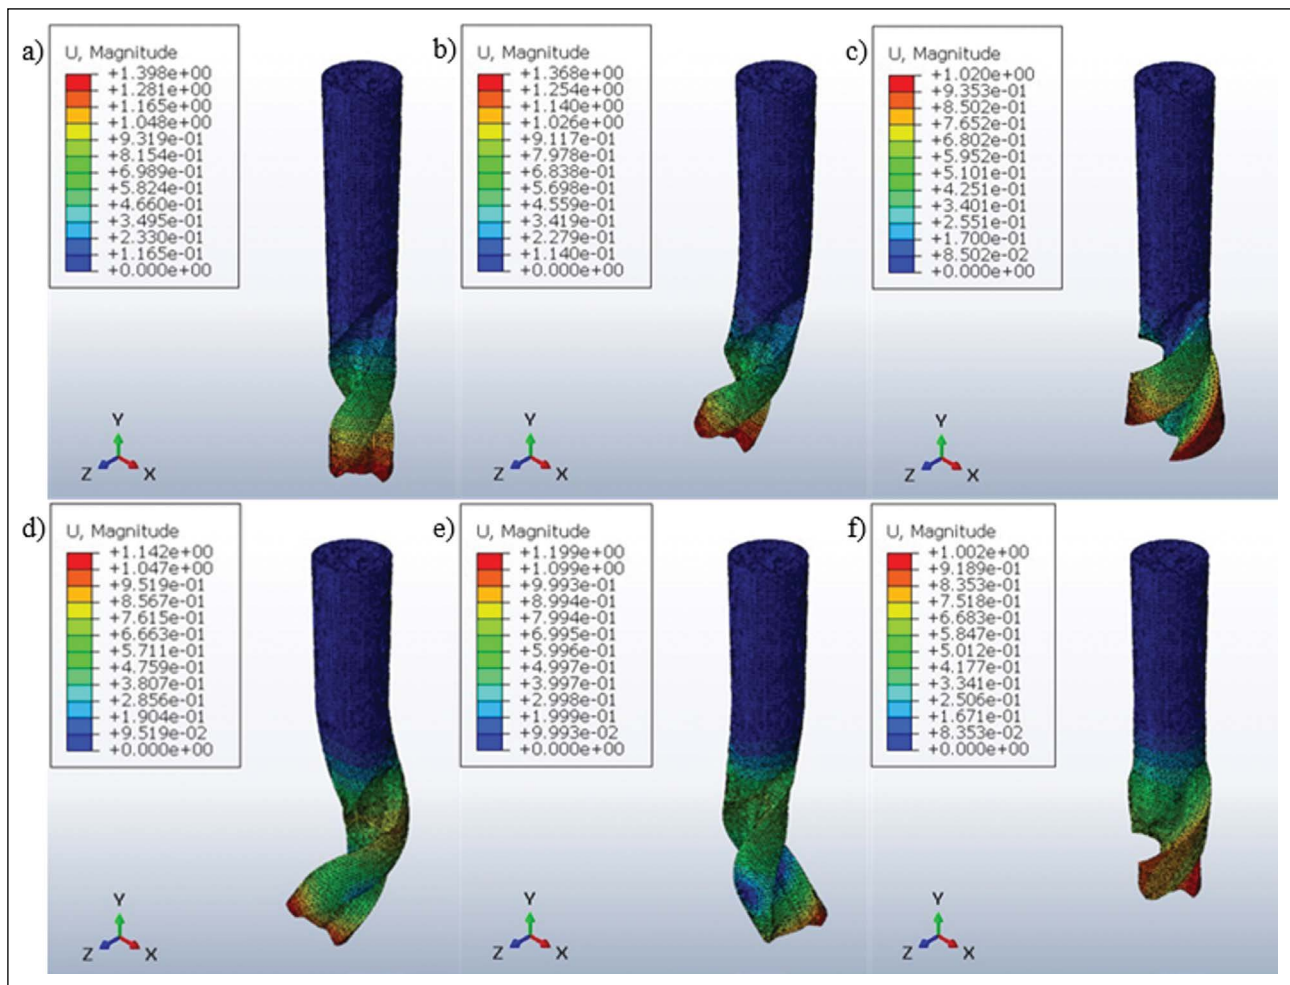 a)
U, Magnitude
+1.398e+00
+1.281e+00
+1.165e+00
+1.048e+00
+9.319e-01
+8.154e-01
+6.989e-01
+5.824e-01
+4.660e-01
+3.495e-01
+2.330e-01
+1.165e-01
+0.000e+00
Y
Z
X
b)
U, Magnitude
+1.368e+00
+1.254e+00
+1.140e+00
+1.026e+00
+9.117e-01
+7.978e-01
+6.838e-01
+5.698e-01
+4.559e-01
+3.419e-01
+2.279e-01
+1.140e-01
+0.000e+00
Y
Z
X
c)
U, Magnitude
+1.020e+00
+9.353e-01
+8.502e-01
+7.652e-01
+6.802e-01
+5.952e-01
+5.101e-01
+4.251e-01
+3.401e-01
+2.551e-01
+1.700e-01
+8.502e-02
+0.000e+00
Y
Z
X
d)
U, Magnitude
+1.142e+00
+1.047e+00
+9.519e-01
+8.567e-01
+7.615e-01
+6.663e-01
+5.711e-01
+4.759e-01
+3.807e-01
+2.856e-01
+1.904e-01
+9.519e-02
+0.000e+00
Y
Z
X
e)
U, Magnitude
+1.199e+00
+1.099e+00
+9.993e-01
+8.994e-01
+7.994e-01
+6.995e-01
+5.996e-01
+4.997e-01
+3.997e-01
+2.998e-01
+1.999e-01
+9.993e-02
+0.000e+00
Y
Z
X
f)
U, Magnitude
+1.002e+00
+9.189e-01
+8.353e-01
+7.518e-01
+6.683e-01
+5.847e-01
+5.012e-01
+4.177e-01
+3.341e-01
+2.506e-01
+1.671e-01
+8.353e-02
+0.000e+00
Y
Z
X